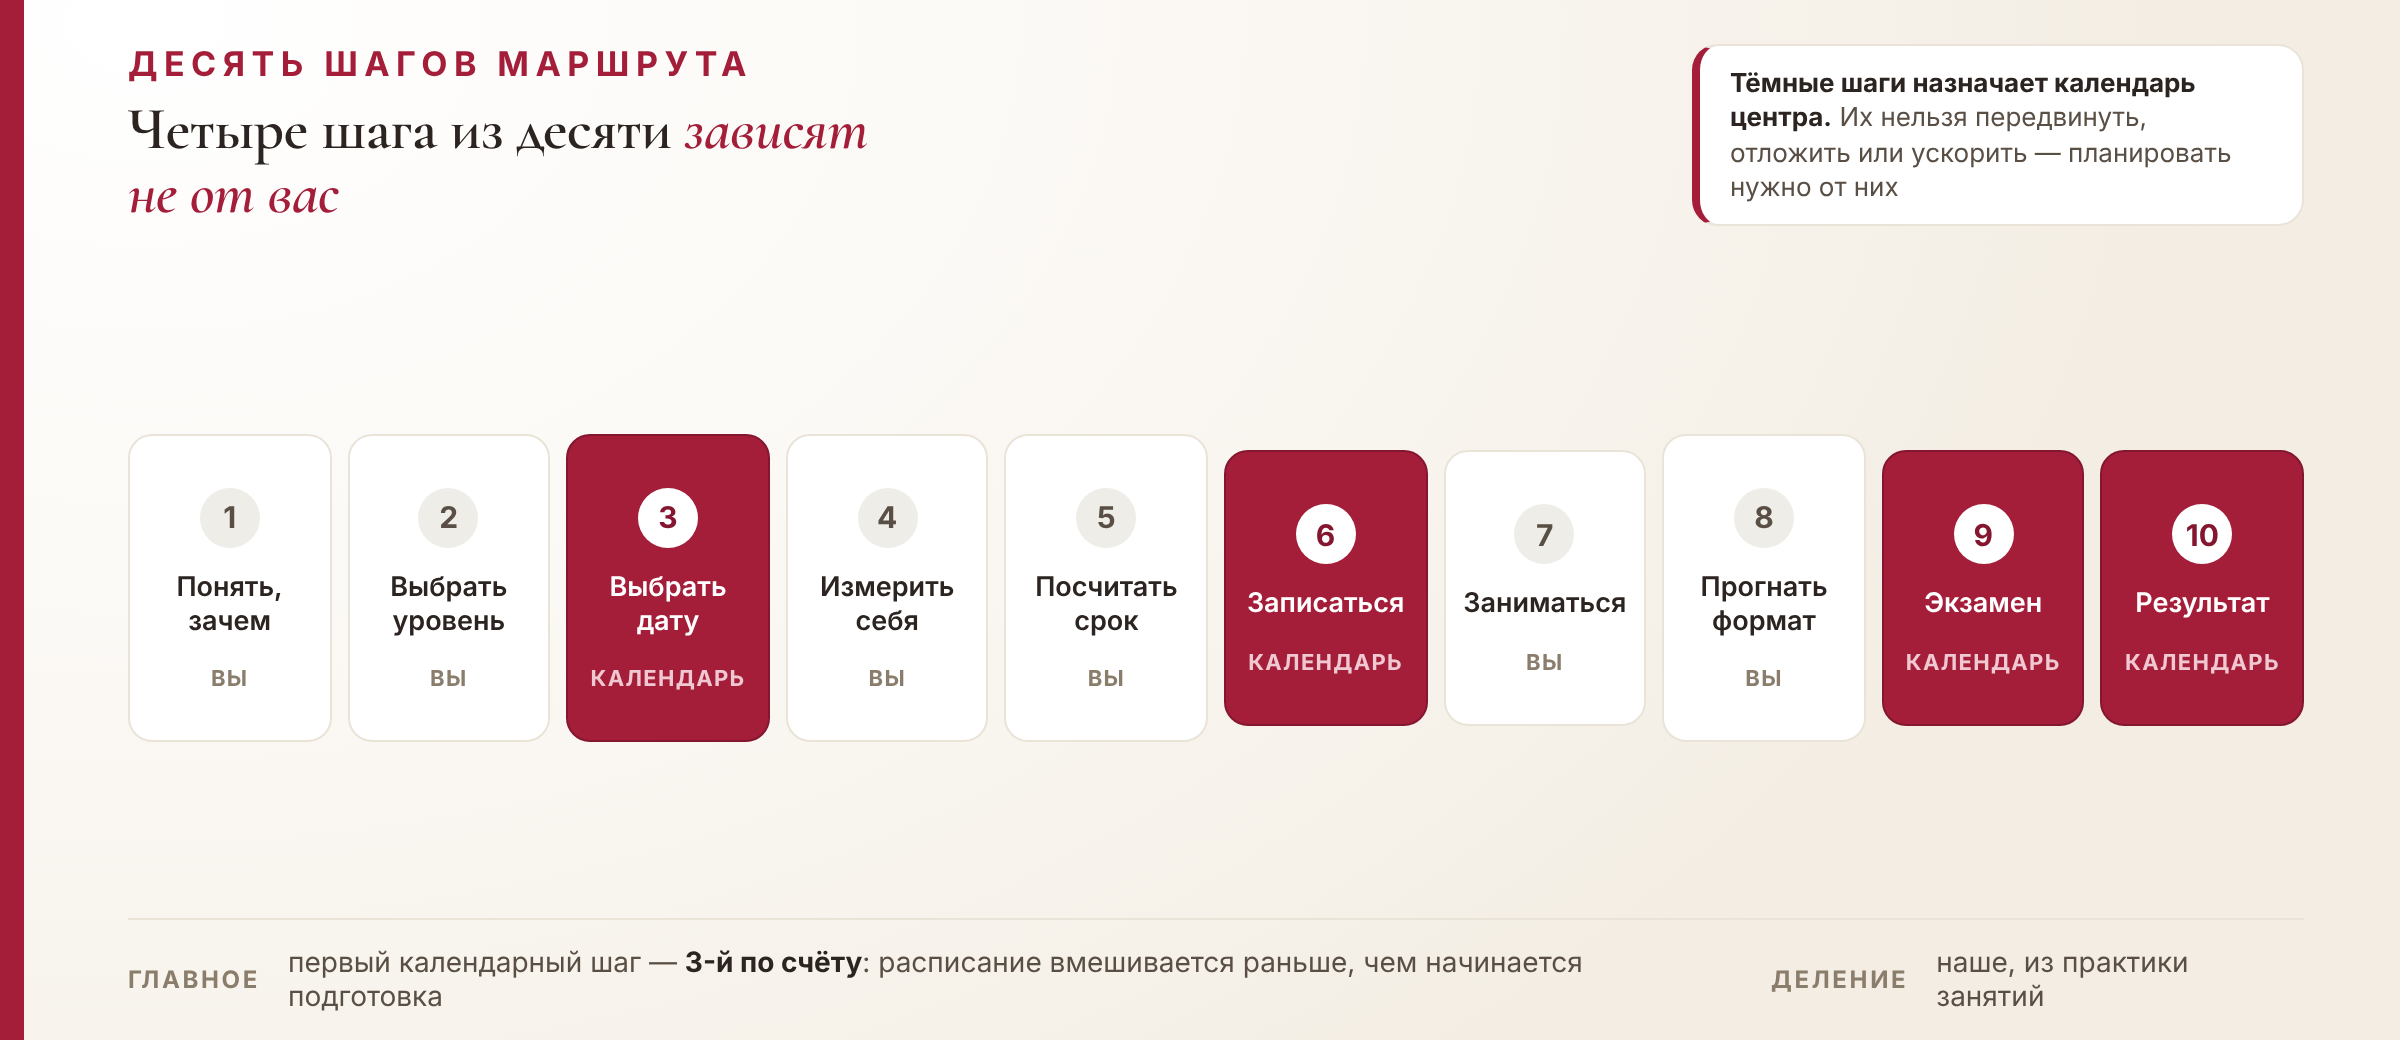 ДЕСЯТЬ ШАГОВ МАРШРУТА
Четыре шага из десяти зависят
не от вас
Тёмные шаги назначает календарь
центра. Их нельзя передвинуть,
отложить или ускорить — планировать
нужно от них
1
Понять,
зачем
ВЫ
2
Выбрать
уровень
ВЫ
3
Выбрать
дату
КАЛЕНДАРЬ
4
Измерить
себя
ВЫ
5
Посчитать
срок
ВЫ
6
Записаться
КАЛЕНДАРЬ
7
Заниматься
ВЫ
8
Прогнать
формат
ВЫ
9
Экзамен
КАЛЕНДАРЬ
10
Результат
КАЛЕНДАРЬ
ГЛАВНОЕ
первый календарный шаг — 3-й по счёту: расписание вмешивается раньше, чем начинается
подготовка
ДЕЛЕНИЕ
наше, из практики
занятий